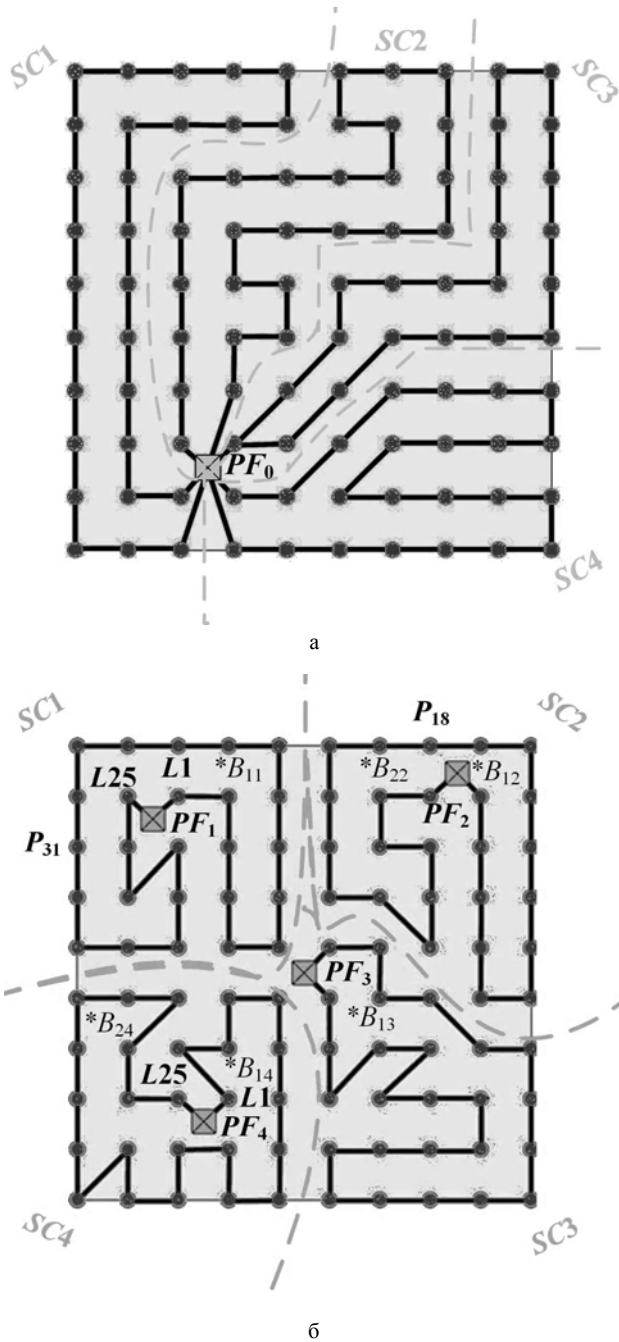 SC1
SC2
SC3
PF₀
SC4
а
SC1
P₁₈
SC2
L25 L1 *B₁₁
*B₂₂ *B₁₂
PF₁
PF₂
P₃₁
PF₃
*B₂₄
*B₁₃
L25 *B₁₄
L1
PF₄
SC4
SC3
б